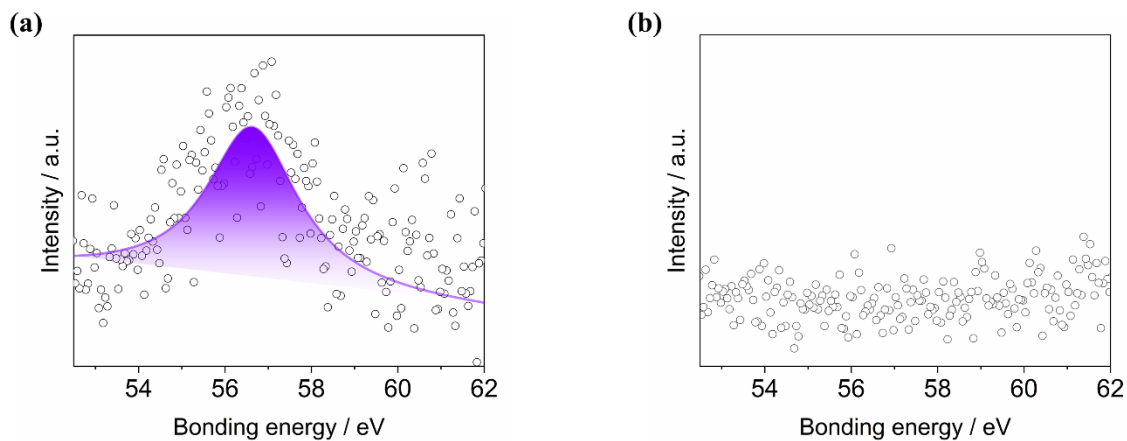 (a)
Intensity / a.u.
54 56 58 60 62
Bonding energy / eV
(b)
Intensity / a.u.
54 56 58 60 62
Bonding energy / eV